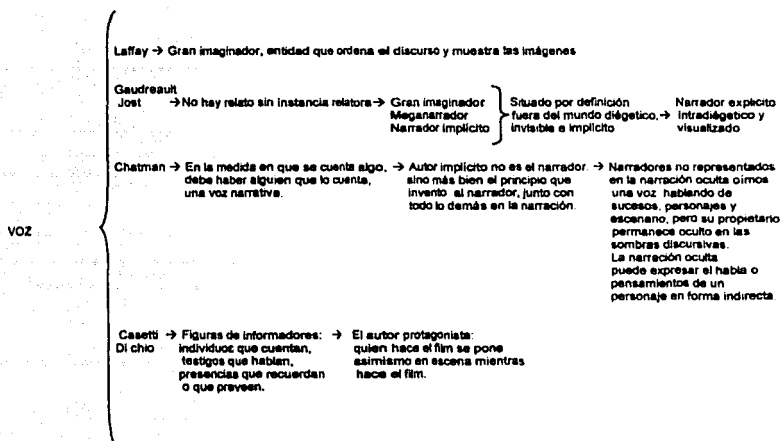 VOZ
Laffay → Gran imaginador, entidad que ordena el discurso y muestra las imágenes
Gaudreault
Jost → No hay relato sin instancia relatora →
Gran imaginador
Meganarrador
Narrador implícito
Situado por definición
fuera del mundo diégetico, →
invisible e implícito
Narrador explícito
Intradiégetico y
visualizado
Chatman → En la medida en que se cuenta algo, →
debe haber alguien que lo cuenta,
una voz narrativa.
Autor implícito no es el narrador, →
sino más bien el principio que
invento al narrador, junto con
todo lo demás en la narración.
Narradores no representados
en la narración oculta oímos
una voz hablando de
sucesos, personajes y
escenario, pero su propietario
permanece oculto en las
sombras discursivas.
La narración oculta
puede expresar el habla o
pensamientos de un
personaje en forma indirecta.
Casetti → Figuras de informadores: →
Di chio
individuos que cuentan,
testigos que hablan,
presencias que recuerdan
o que preveen.
El autor protagonista:
quien hace el film se pone
asimismo en escena mientras
hace el film.